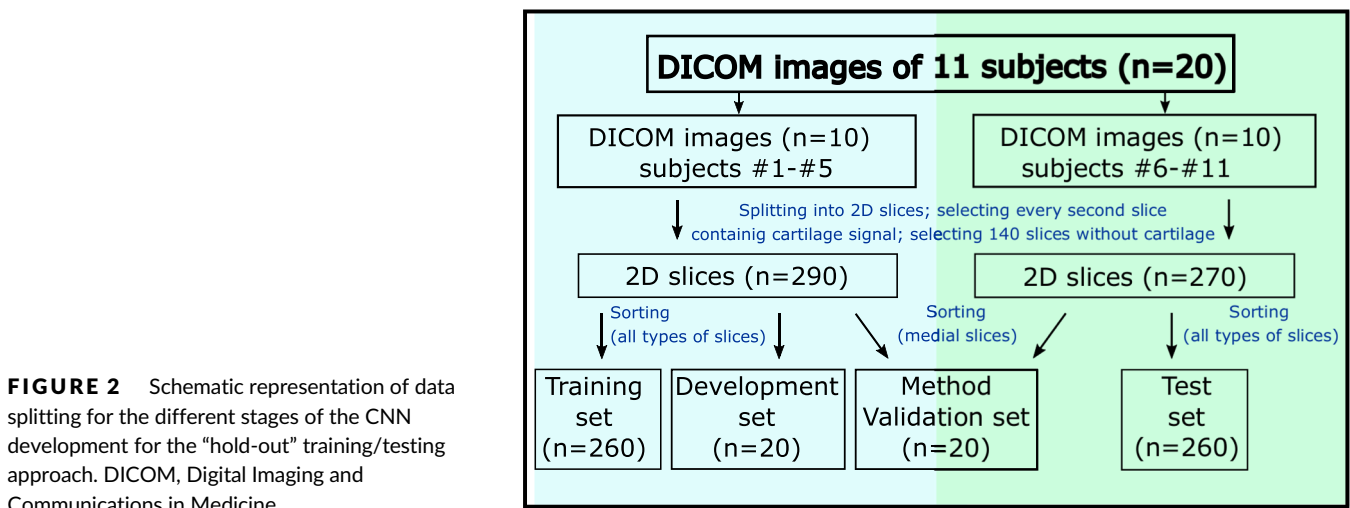 DICOM images of 11 subjects (n=20)
DICOM images (n=10)
subjects #1-#5
DICOM images (n=10)
subjects #6-#11
Splitting into 2D slices; selecting every second slice
containig cartilage signal; selecting 140 slices without cartilage
2D slices (n=290)
2D slices (n=270)
Sorting
(all types of slices)
Sorting
(medial slices)
Sorting
(all types of slices)
Training
set
(n=260)
Development
set
(n=20)
Method
Validation set
(n=20)
Test
set
(n=260)
FIGURE 2 Schematic representation of data
splitting for the different stages of the CNN
development for the “hold-out” training/testing
approach. DICOM, Digital Imaging and
Communications in Medicine